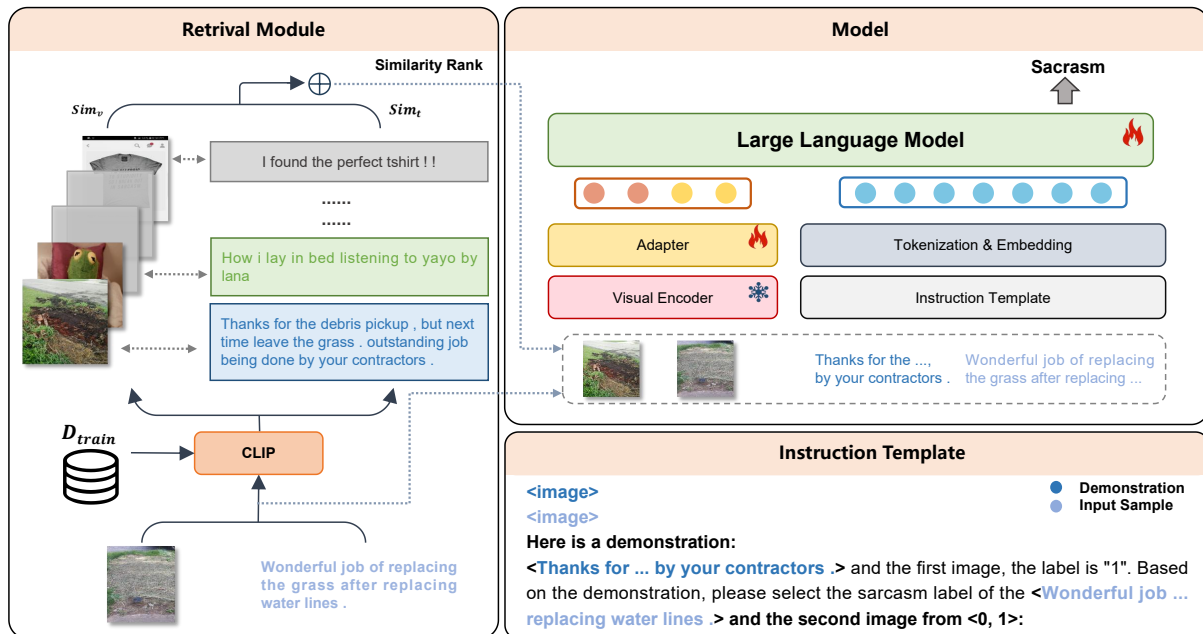 Retrival Module
Similarity Rank
Sim_v
Sim_t
I found the perfect tshirt ! !
......
......
How i lay in bed listening to yayo by
lana
Thanks for the debris pickup , but next
time leave the grass . outstanding job
being done by your contractors .
D_train
CLIP
Wonderful job of replacing
the grass after replacing
water lines .
Model
Sacrasm
Large Language Model
Adapter
Tokenization & Embedding
Visual Encoder
Instruction Template
Thanks for the ...,
by your contractors .
Wonderful job of replacing
the grass after replacing ...
Instruction Template
<image>
<image>
Demonstration
Input Sample
Here is a demonstration:
<Thanks for ... by your contractors .> and the first image, the label is "1". Based
on the demonstration, please select the sarcasm label of the <Wonderful job ...
replacing water lines .> and the second image from <0, 1>: